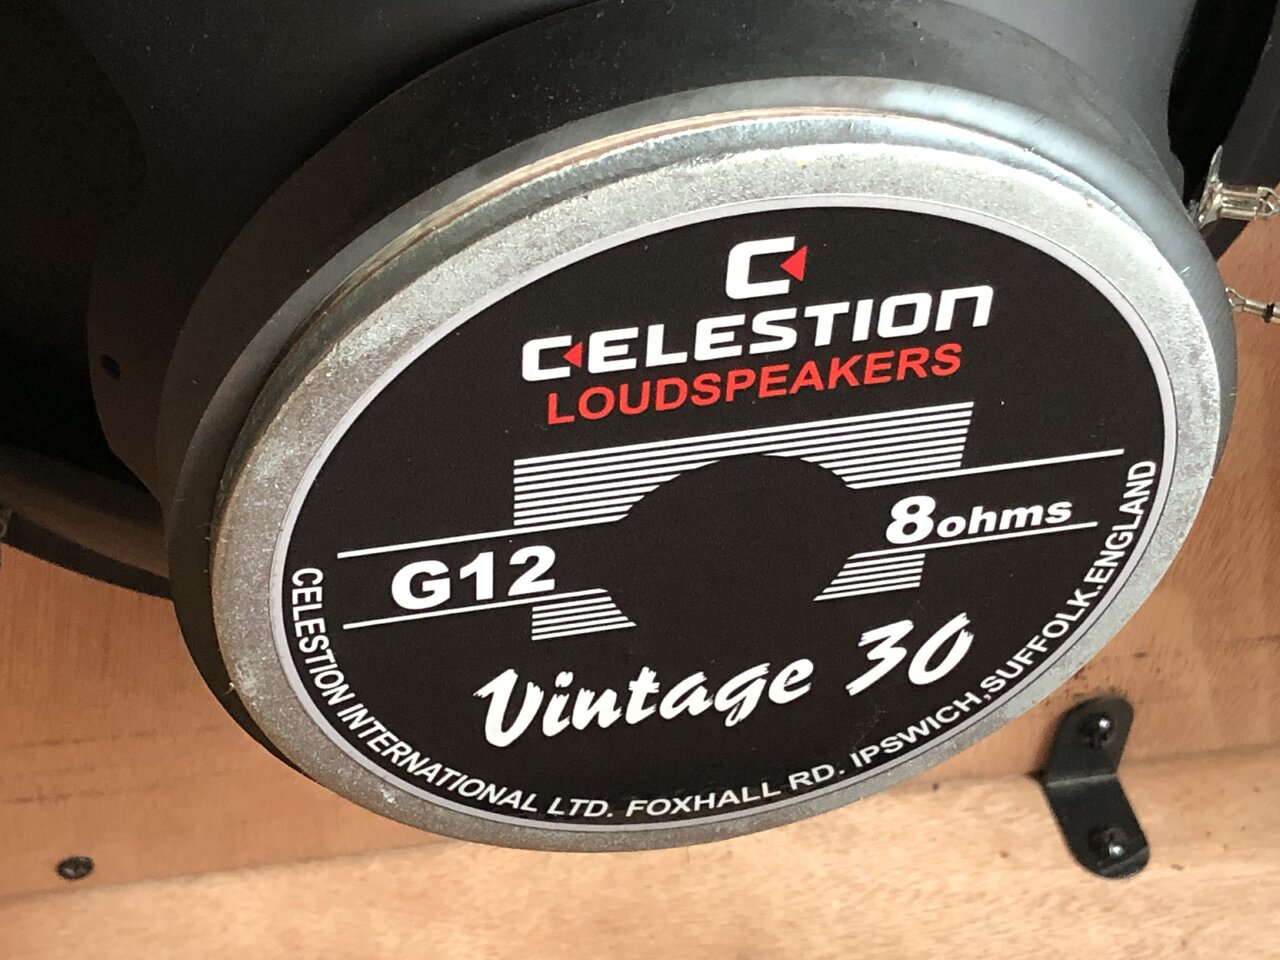 C
CELESTION
LOUDSPEAKERS
8ohms
G12
Vintage 30
CELESTION INTERNATIONAL LTD. FOXHALL RD. IPSWICH,SUFFOLK.ENGLAND